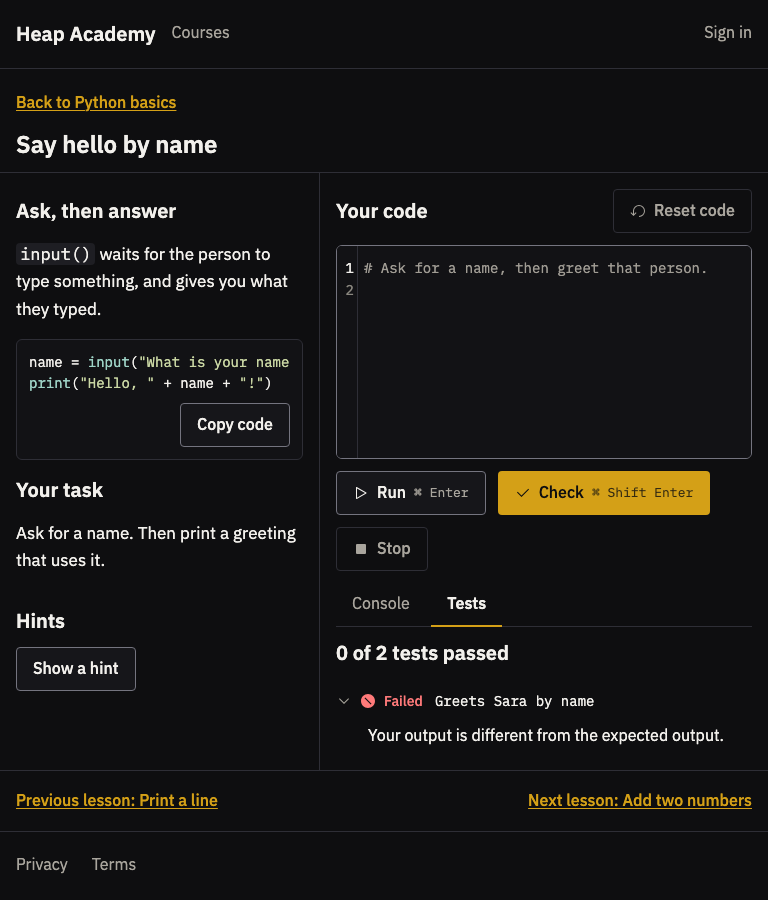 Heap Academy
Courses
Sign in
Back to Python basics
Say hello by name
Ask, then answer
input() waits for the person to
type something, and gives you what
they typed.
name = input("What is your name
print("Hello, " + name + "!")
Copy code
Your task
Ask for a name. Then print a greeting
that uses it.
Hints
Show a hint
Your code
Reset code
1 # Ask for a name, then greet that person.
2
Run ⌘ Enter
Check ⌘ Shift Enter
Stop
Console
Tests
0 of 2 tests passed
Failed Greets Sara by name
Your output is different from the expected output.
Previous lesson: Print a line
Next lesson: Add two numbers
Privacy
Terms